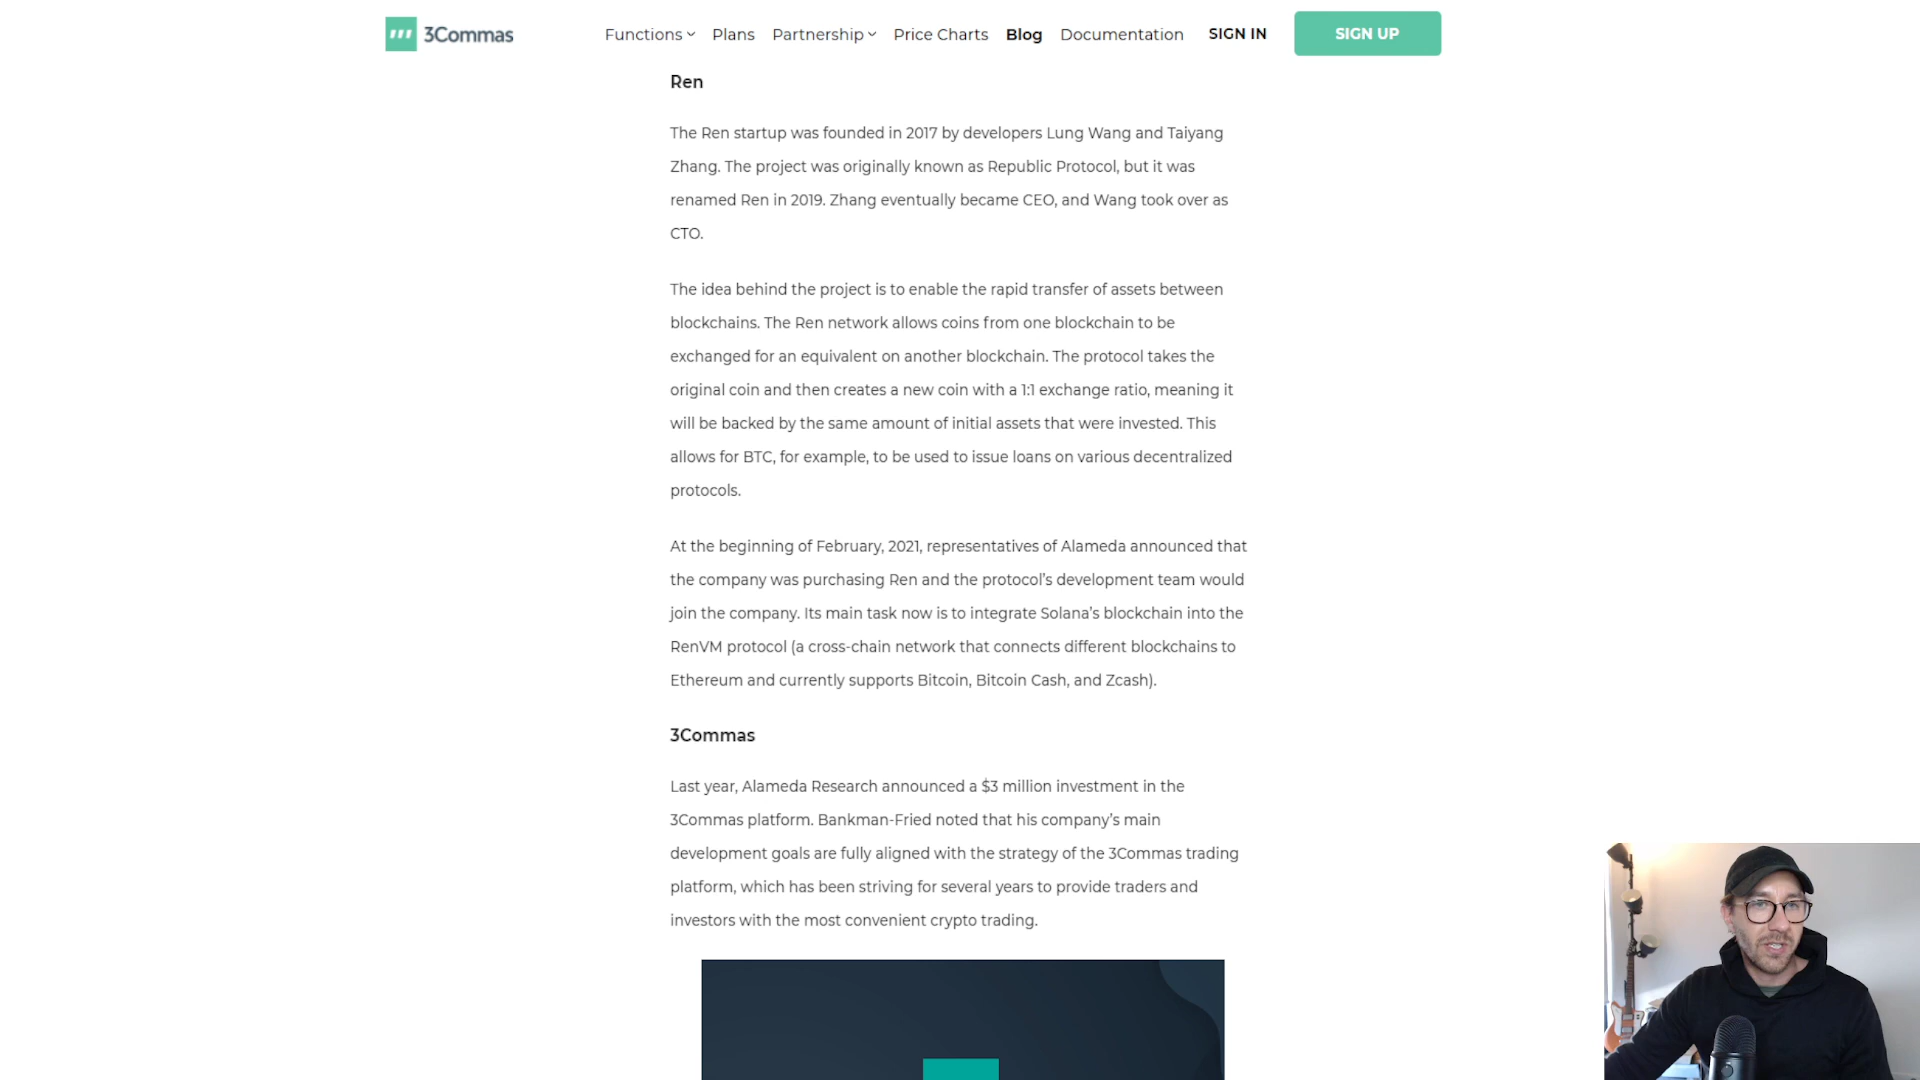 3Commas
Functions Plans Partnership Price Charts Blog Documentation SIGN IN SIGN UP
Ren
The Ren startup was founded in 2017 by developers Lung Wang and Taiyang
Zhang. The project was originally known as Republic Protocol, but it was
renamed Ren in 2019. Zhang eventually became CEO, and Wang took over as
CTO.
The idea behind the project is to enable the rapid transfer of assets between
blockchains. The Ren network allows coins from one blockchain to be
exchanged for an equivalent on another blockchain. The protocol takes the
original coin and then creates a new coin with a 1:1 exchange ratio, meaning it
will be backed by the same amount of initial assets that were invested. This
allows for BTC, for example, to be used to issue loans on various decentralized
protocols.
At the beginning of February, 2021, representatives of Alameda announced that
the company was purchasing Ren and the protocol’s development team would
join the company. Its main task now is to integrate Solana’s blockchain into the
RenVM protocol (a cross-chain network that connects different blockchains to
Ethereum and currently supports Bitcoin, Bitcoin Cash, and Zcash).
3Commas
Last year, Alameda Research announced a $3 million investment in the
3Commas platform. Bankman-Fried noted that his company’s main
development goals are fully aligned with the strategy of the 3Commas trading
platform, which has been striving for several years to provide traders and
investors with the most convenient crypto trading.